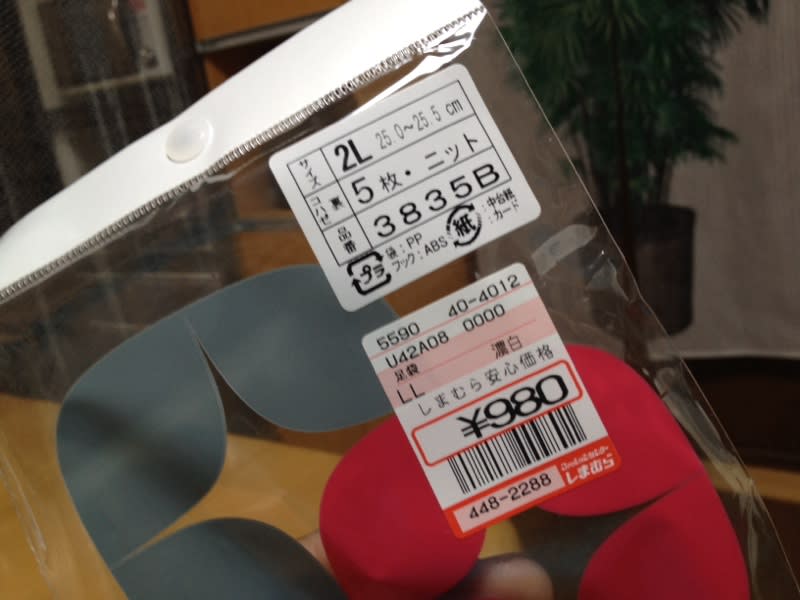 サイズ 2L 25.0～25.5cm
コハゼ・裏 5枚・ニット
品番 3835B
プラ 袋：PP フック：ABS 紙 ：中台紙 ：カード
5590 40-4012
U42A08 0000
足袋 濃白
LL
しまむら安心価格
¥980
448-2288 しまむら